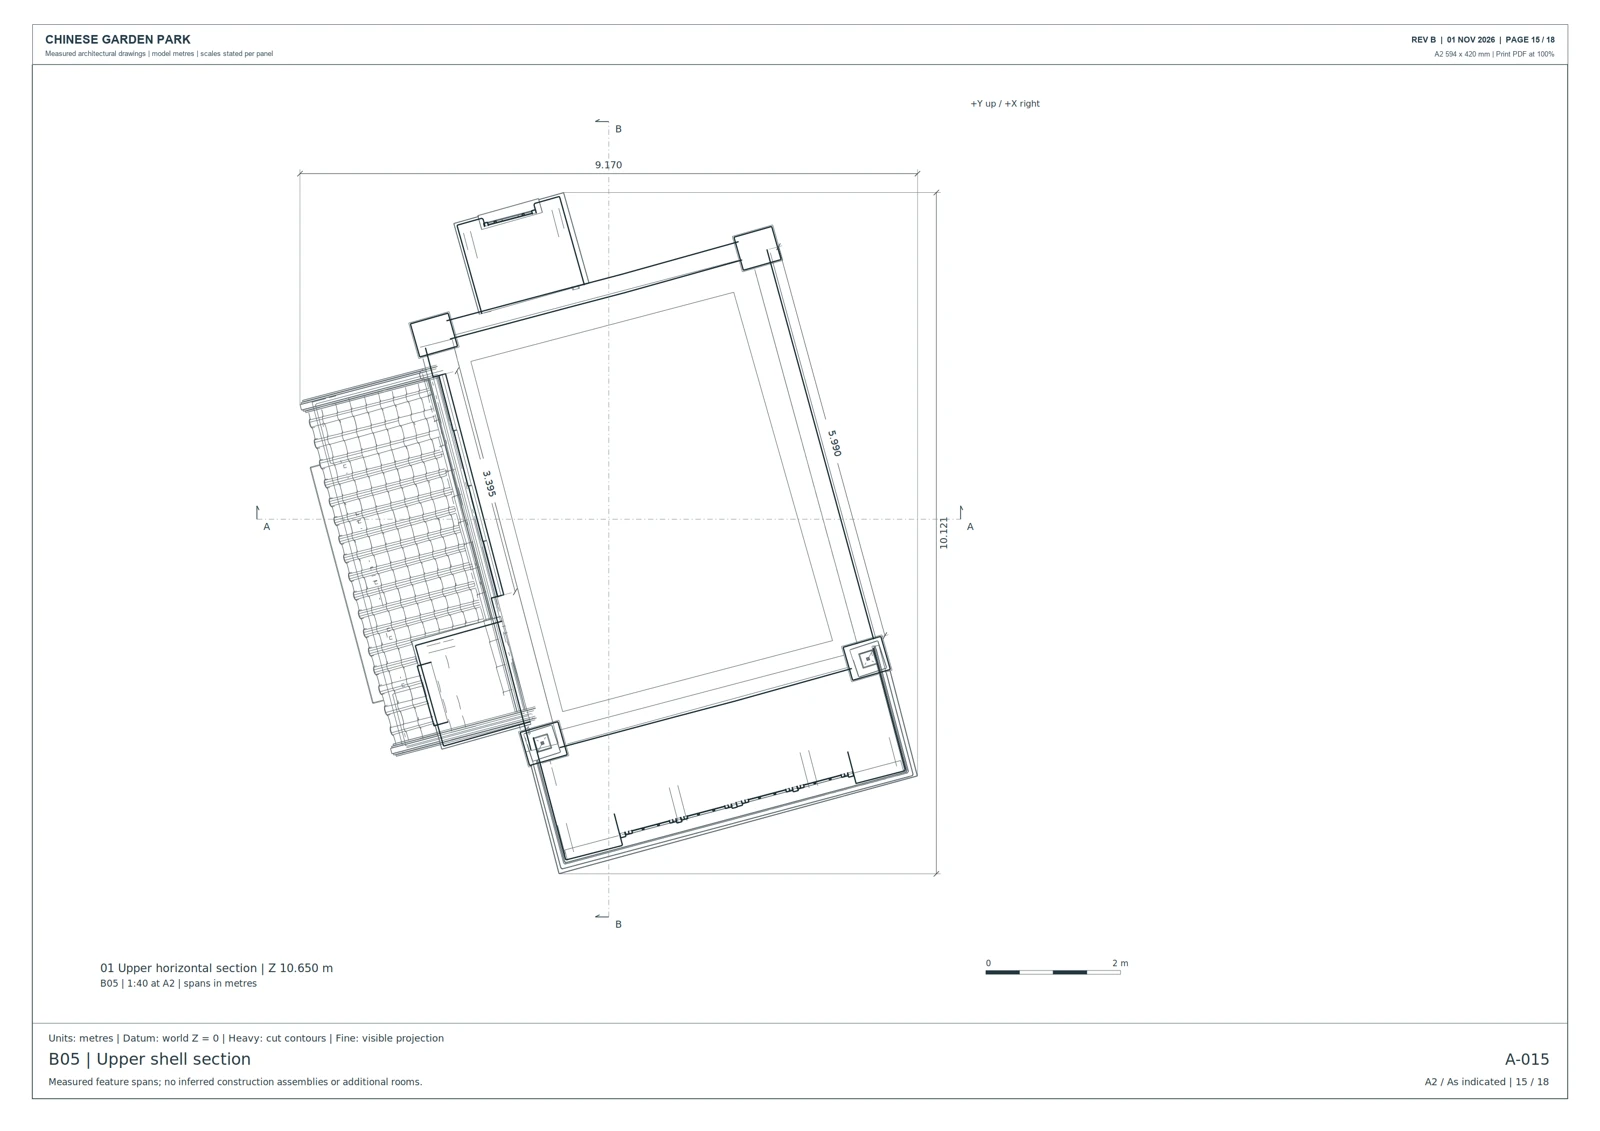 CHINESE GARDEN PARK
Measured architectural drawings | model metres | scales stated per panel
REV B | 01 NOV 2026 | PAGE 15 / 18
A2 594 x 420 mm | Print PDF at 100%
+Y up / +X right
B
9.170
5.990
3.395
A
A
10.121
B
01 Upper horizontal section | Z 10.650 m
B05 | 1:40 at A2 | spans in metres
0
2 m
Units: metres | Datum: world Z = 0 | Heavy: cut contours | Fine: visible projection
B05 | Upper shell section
Measured feature spans; no inferred construction assemblies or additional rooms.
A-015
A2 / As indicated | 15 / 18